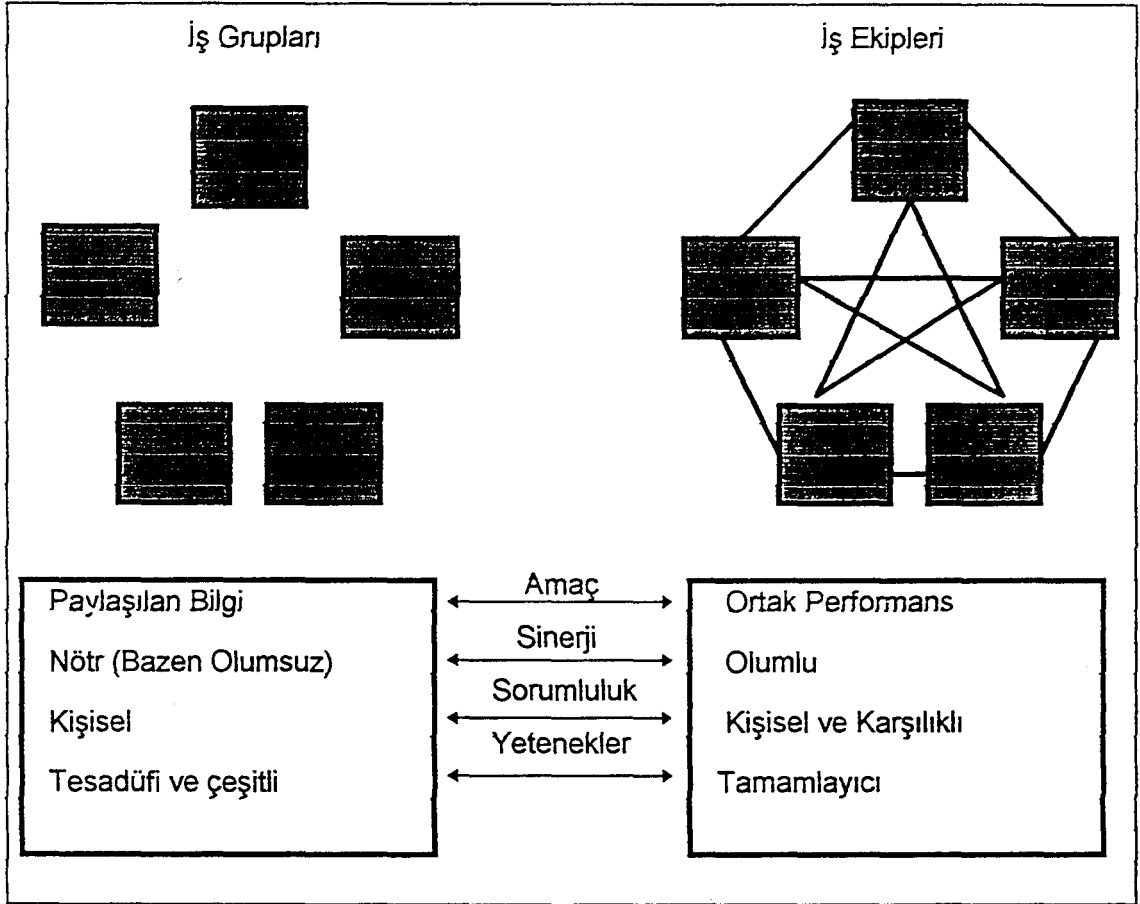 İş Grupları
İş Ekipleri
Paylaşılan Bilgi
Amaç
Ortak Performans
Nötr (Bazen Olumsuz)
Sinerji
Olumlu
Kişisel
Sorumluluk
Kişisel ve Karşılıklı
Tesadüfi ve çeşitli
Yetenekler
Tamamlayıcı